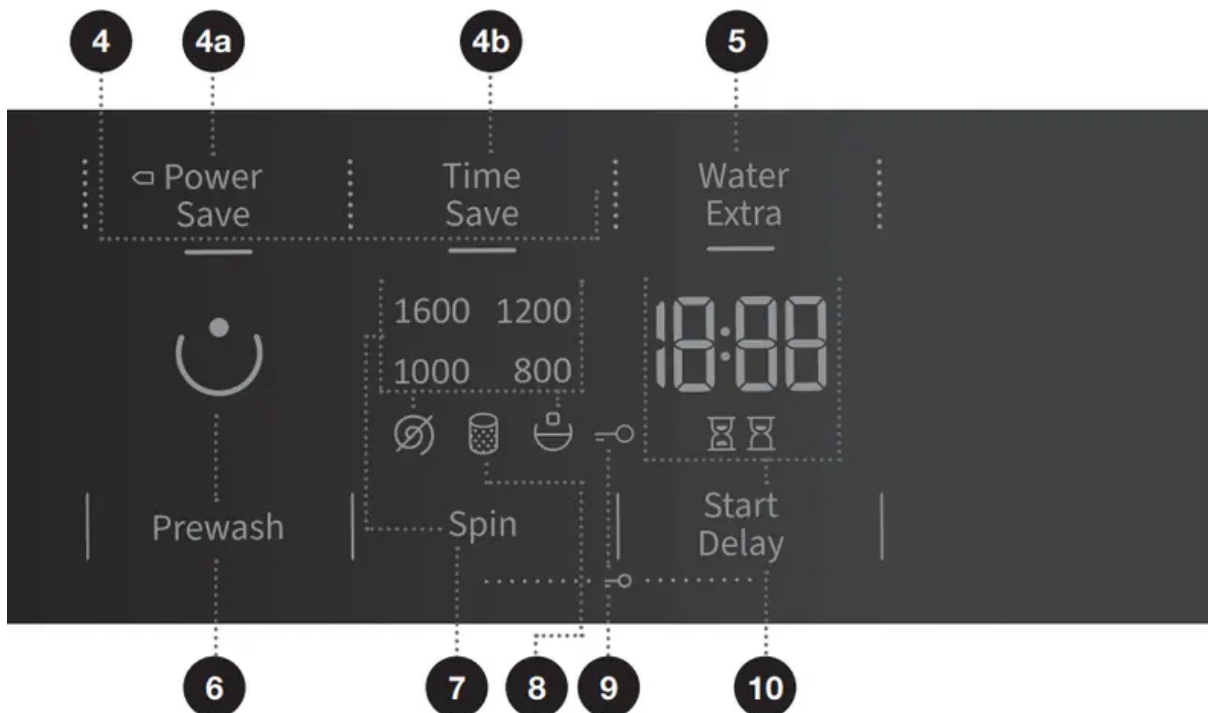 4 4a 4b 5
Power Time Water
Save Save Extra
1600 1200
18:88
1000 800
Prewash Spin Start
Delay
6 7 8 9 10